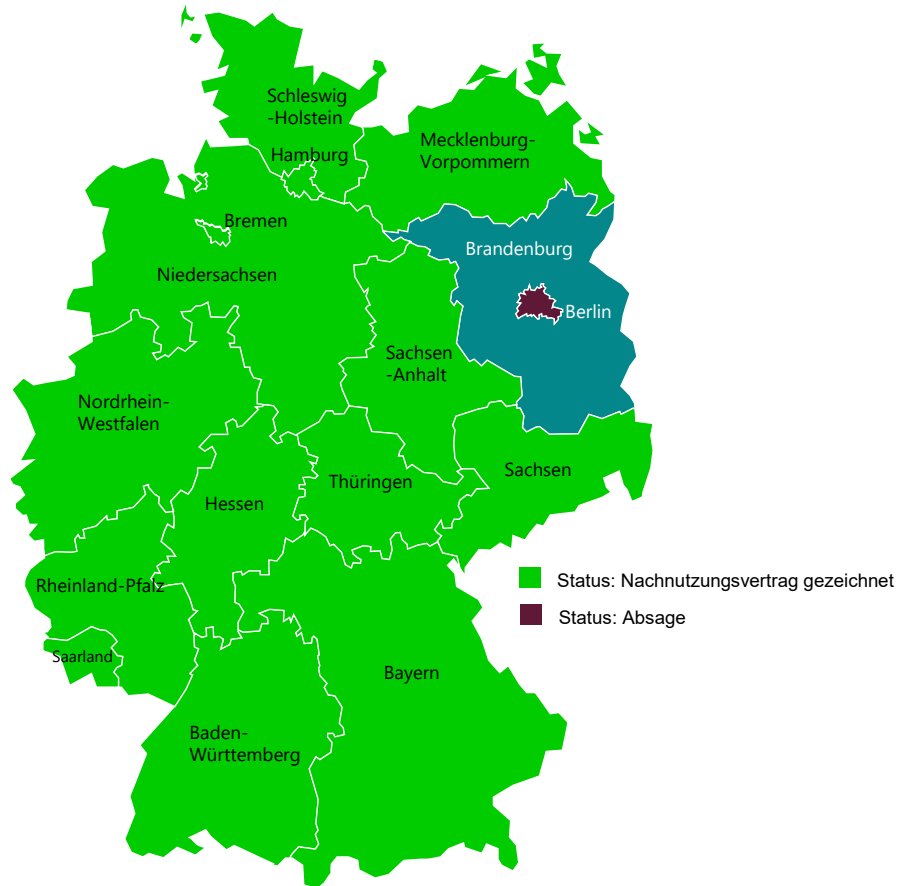 Schleswig
-Holstein
Mecklenburg-
Vorpommern
Hamburg
Bremen
Brandenburg
Niedersachsen
Berlin
Sachsen
-Anhalt
Nordrhein-
Westfalen
Sachsen
Thüringen
Hessen
Status: Nachnutzungsvertrag gezeichnet
Rheinland-Pfalz
Status: Absage
Saarland
Bayern
Baden-
Württemberg